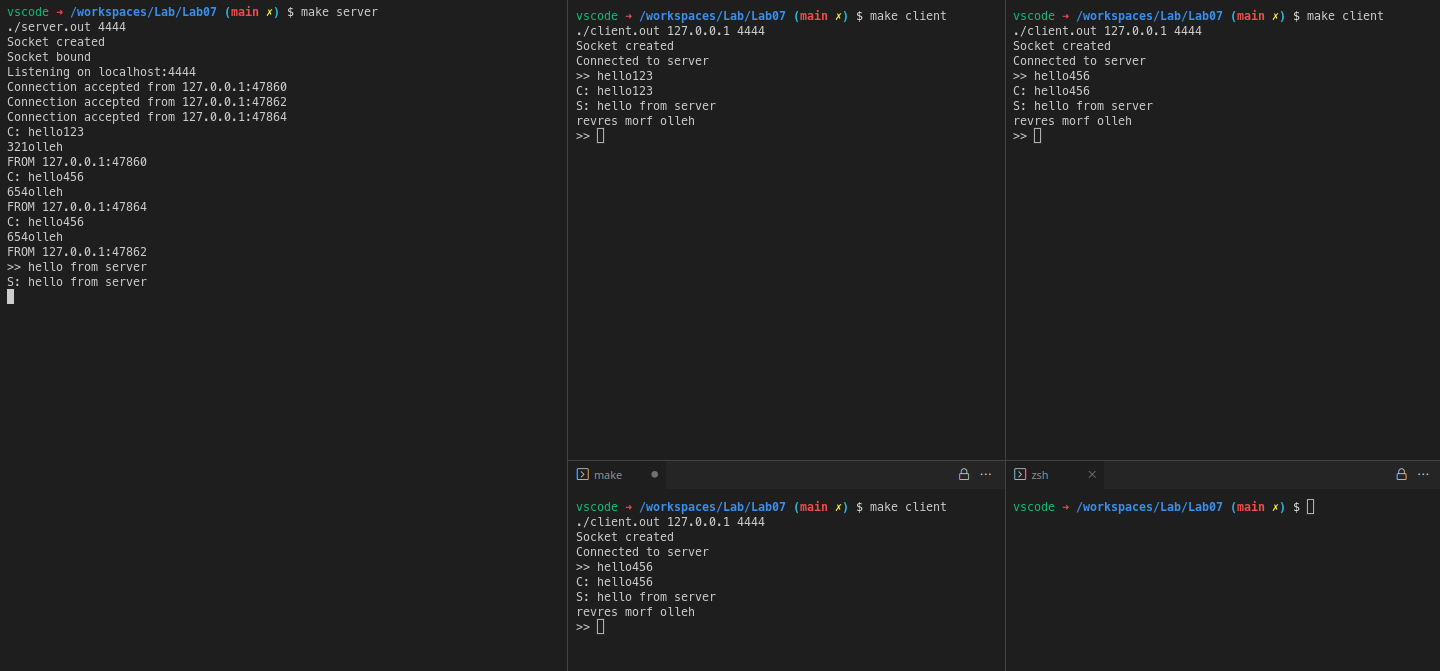 vscode → /workspaces/Lab/Lab07 (main ✗) $ make server
./server.out 4444
Socket created
Socket bound
Listening on localhost:4444
Connection accepted from 127.0.0.1:47860
Connection accepted from 127.0.0.1:47862
Connection accepted from 127.0.0.1:47864
C: hello123
321olleh
FROM 127.0.0.1:47860
C: hello456
654olleh
FROM 127.0.0.1:47864
C: hello456
654olleh
FROM 127.0.0.1:47862
>> hello from server
S: hello from server
vscode → /workspaces/Lab/Lab07 (main ✗) $ make client
./client.out 127.0.0.1 4444
Socket created
Connected to server
>> hello123
C: hello123
S: hello from server
revres morf olleh
>>
vscode → /workspaces/Lab/Lab07 (main ✗) $ make client
./client.out 127.0.0.1 4444
Socket created
Connected to server
>> hello456
C: hello456
S: hello from server
revres morf olleh
>>
make
vscode → /workspaces/Lab/Lab07 (main ✗) $ make client
./client.out 127.0.0.1 4444
Socket created
Connected to server
>> hello456
C: hello456
S: hello from server
revres morf olleh
>>
zsh
vscode → /workspaces/Lab/Lab07 (main ✗) $